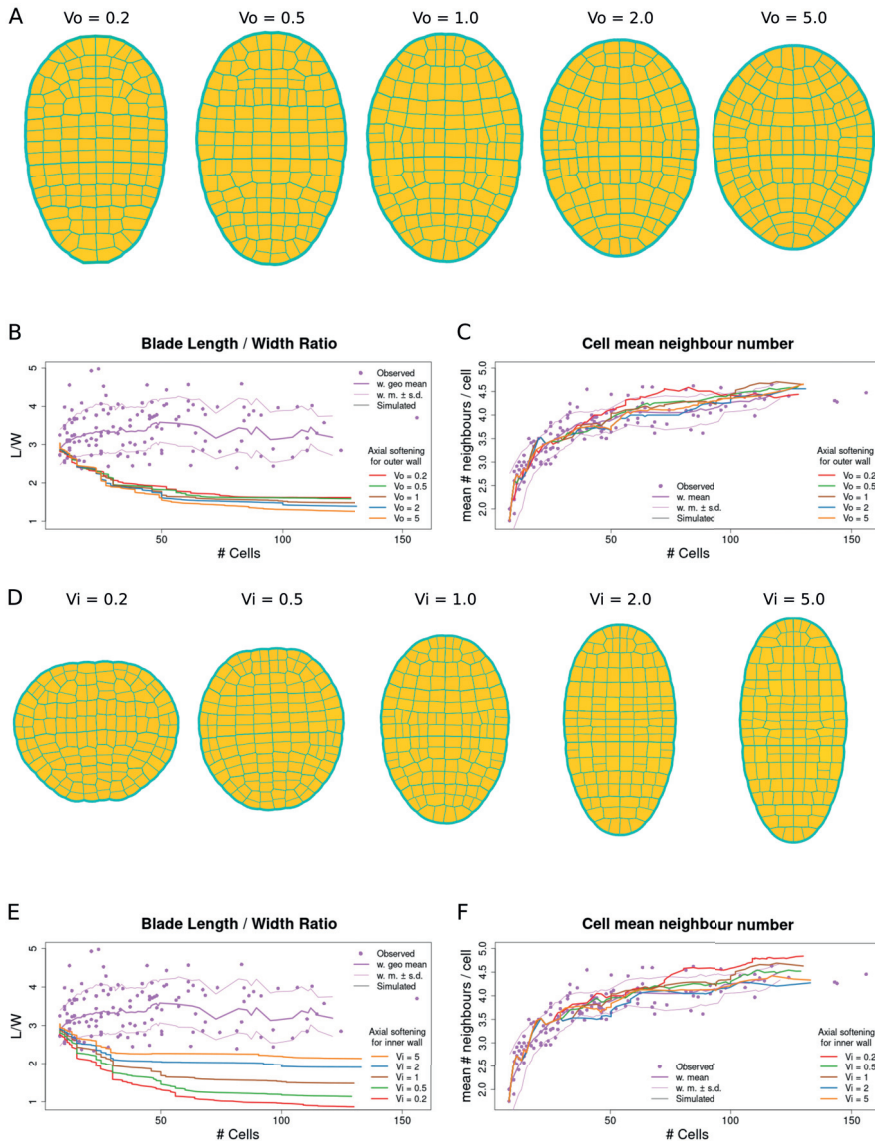 A
Vo = 0.2 Vo = 0.5 Vo = 1.0 Vo = 2.0 Vo = 5.0
B
Blade Length / Width Ratio
L/W
5
4
3
2
1
Observed
w. geo mean
w. m. ± s.d.
Simulated
Axial softening
for outer wall
Vo = 0.2
Vo = 0.5
Vo = 1
Vo = 2
Vo = 5
50 100 150
# Cells
C
Cell mean neighbour number
mean # neighbours / cell
5.0
4.5
4.0
3.5
3.0
2.5
2.0
Observed
w. mean
w. m. ± s.d.
Simulated
Axial softening
for outer wall
Vo = 0.2
Vo = 0.5
Vo = 1
Vo = 2
Vo = 5
50 100 150
# Cells
D
Vi = 0.2 Vi = 0.5 Vi = 1.0 Vi = 2.0 Vi = 5.0
E
Blade Length / Width Ratio
L/W
5
4
3
2
1
Observed
w. geo mean
w. m. ± s.d.
Simulated
Axial softening
for inner wall
Vi = 5
Vi = 2
Vi = 1
Vi = 0.5
Vi = 0.2
50 100 150
# Cells
F
Cell mean neighbour number
mean # neighbours / cell
5.0
4.5
4.0
3.5
3.0
2.5
2.0
Observed
w. mean
w. m. ± s.d.
Simulated
Axial softening
for inner wall
Vi = 0.2
Vi = 0.5
Vi = 1
Vi = 2
Vi = 5
50 100 150
# Cells